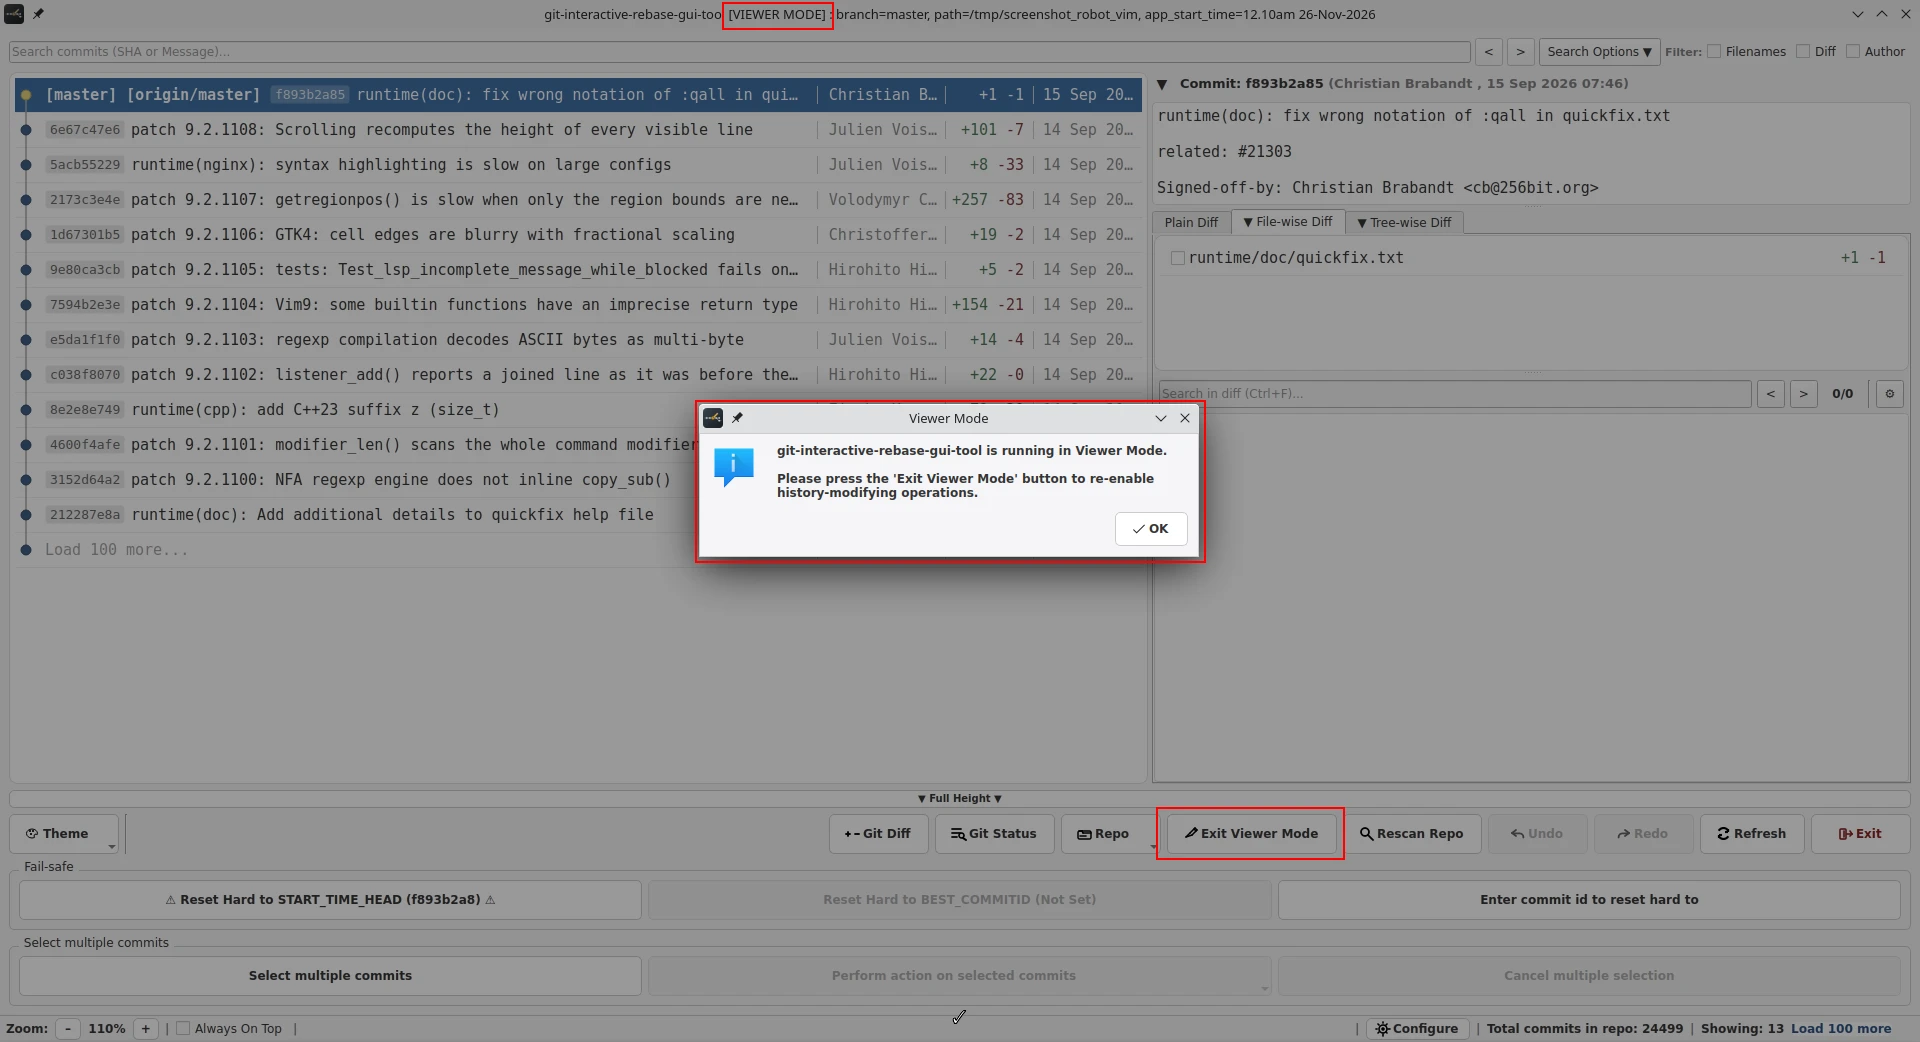 git-interactive-rebase-gui-too [VIEWER MODE] : branch=master, path=/tmp/screenshot_robot_vim, app_start_time=12.10am 26-Nov-2026
Search commits (SHA or Message)...
< > Search Options ▼ Filter: Filenames Diff Author
[master] [origin/master] f893b2a85 runtime(doc): fix wrong notation of :qall in qui… Christian B… +1 -1 15 Sep 20…
6e67c47e6 patch 9.2.1108: Scrolling recomputes the height of every visible line Julien Vois… +101 -7 14 Sep 20…
5acb55229 runtime(nginx): syntax highlighting is slow on large configs Julien Vois… +8 -33 14 Sep 20…
2173c3e4e patch 9.2.1107: getregionpos() is slow when only the region bounds are ne… Volodymyr C… +257 -83 14 Sep 20…
1d67301b5 patch 9.2.1106: GTK4: cell edges are blurry with fractional scaling Christoffer… +19 -2 14 Sep 20…
9e80ca3cb patch 9.2.1105: tests: Test_lsp_incomplete_message_while_blocked fails on… Hirohito Hi… +5 -2 14 Sep 20…
7594b2e3e patch 9.2.1104: Vim9: some builtin functions have an imprecise return type Hirohito Hi… +154 -21 14 Sep 20…
e5da1f1f0 patch 9.2.1103: regexp compilation decodes ASCII bytes as multi-byte Julien Vois… +14 -4 14 Sep 20…
c038f8070 patch 9.2.1102: listener_add() reports a joined line as it was before the… Hirohito Hi… +22 -0 14 Sep 20…
8e2e8e749 runtime(cpp): add C++23 suffix z (size_t)
4600f4afe patch 9.2.1101: modifier_len() scans the whole command modifier
3152d64a2 patch 9.2.1100: NFA regexp engine does not inline copy_sub()
212287e8a runtime(doc): Add additional details to quickfix help file
Load 100 more...
▼ Commit: f893b2a85 (Christian Brabandt , 15 Sep 2026 07:46)
runtime(doc): fix wrong notation of :qall in quickfix.txt
related: #21303
Signed-off-by: Christian Brabandt <cb@256bit.org>
Plain Diff ▼ File-wise Diff ▼ Tree-wise Diff
runtime/doc/quickfix.txt +1 -1
Search in diff (Ctrl+F)... < > 0/0
Viewer Mode
git-interactive-rebase-gui-tool is running in Viewer Mode.
Please press the 'Exit Viewer Mode' button to re-enable
history-modifying operations.
OK
▼ Full Height ▼
Theme Git Diff Git Status Repo Exit Viewer Mode Rescan Repo Undo Redo Refresh Exit
Fail-safe
⚠ Reset Hard to START_TIME_HEAD (f893b2a8) ⚠ Reset Hard to BEST_COMMITID (Not Set) Enter commit id to reset hard to
Select multiple commits
Select multiple commits Perform action on selected commits Cancel multiple selection
Zoom: - 110% + | Always On Top | | Configure | Total commits in repo: 24499 | Showing: 13 Load 100 more